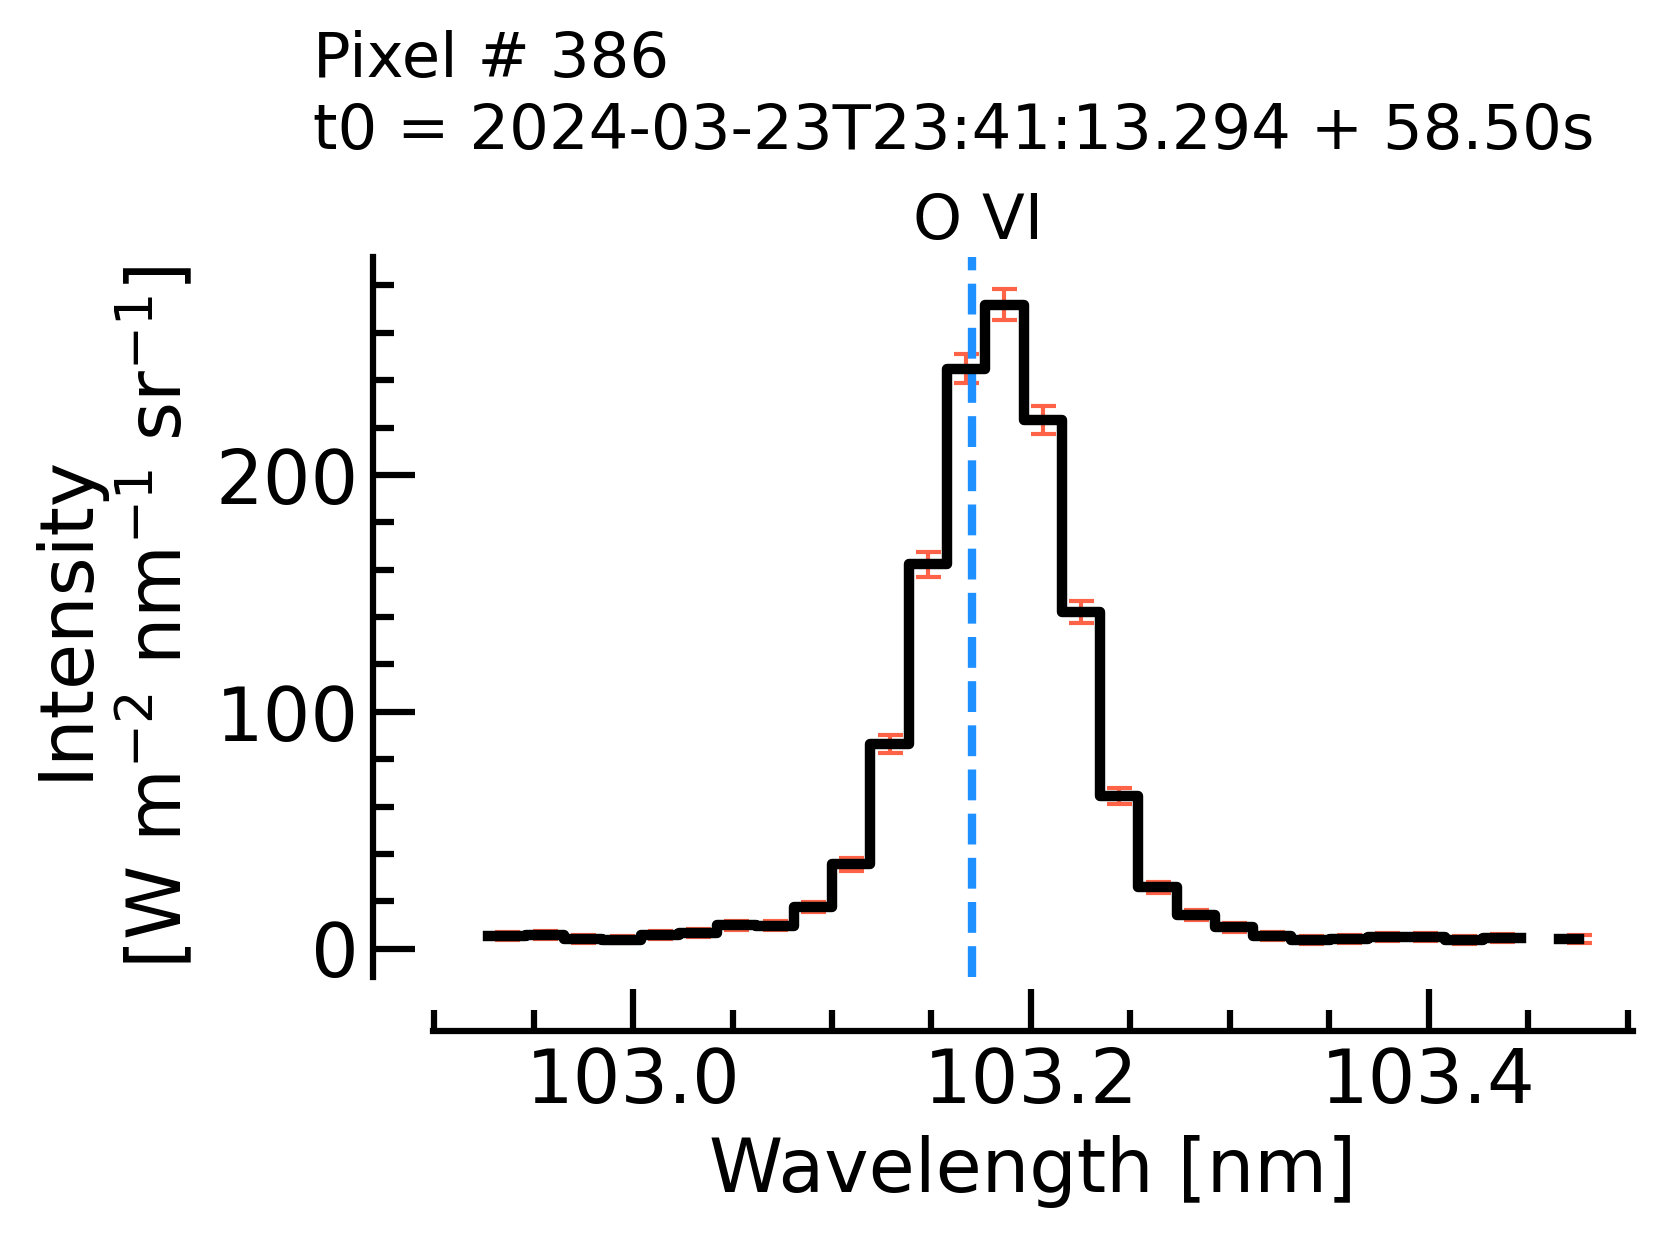 Pixel # 386
t0 = 2024-03-23T23:41:13.294 + 58.50s
O VI
Intensity
[W m⁻² nm⁻¹ sr⁻¹]
200
100
0
103.0 103.2 103.4
Wavelength [nm]